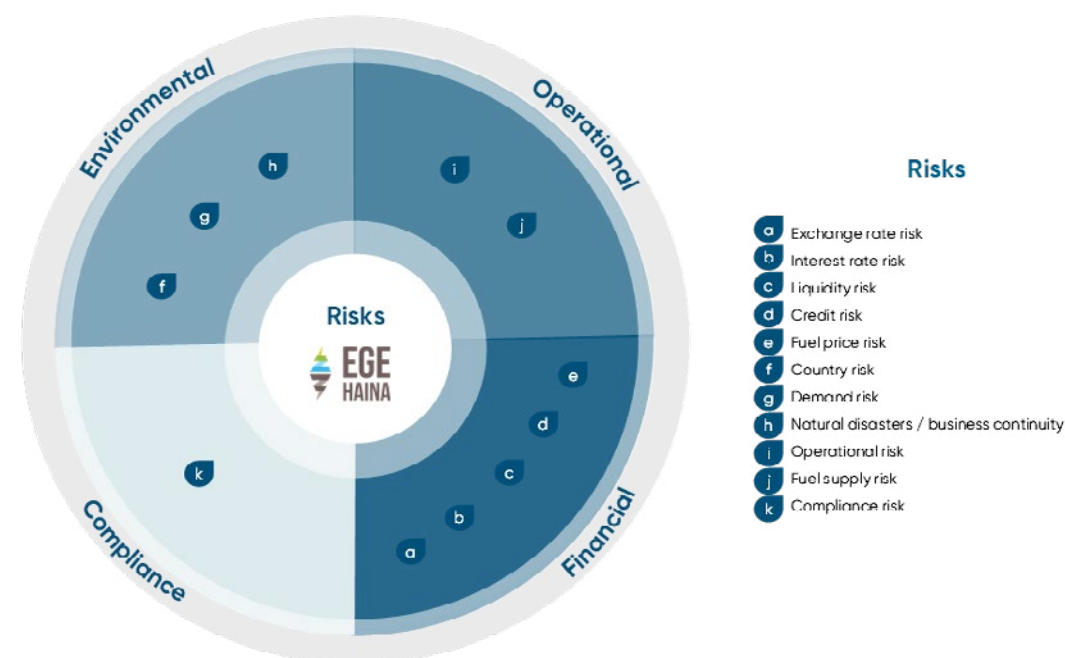 Environmental
Operational
h
i
g
j
f
Risks
EGE
HAINA
e
d
k
c
b
a
Compliance
Financial
Risks
a Exchange rate risk
b Interest rate risk
c Liquidity risk
d Credit risk
e Fuel price risk
f Country risk
g Demand risk
h Natural disasters / business continuity
i Operational risk
j Fuel supply risk
k Compliance risk